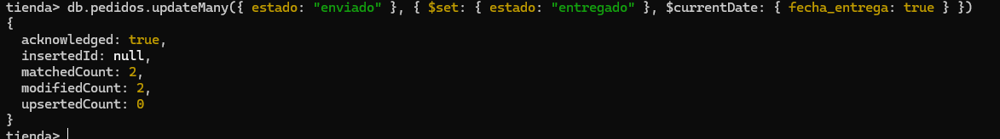 tienda> db.pedidos.updateMany({ estado: "enviado" }, { $set: { estado: "entregado" }, $currentDate: { fecha_entrega: true } })
{
  acknowledged: true,
  insertedId: null,
  matchedCount: 2,
  modifiedCount: 2,
  upsertedCount: 0
}
tienda>